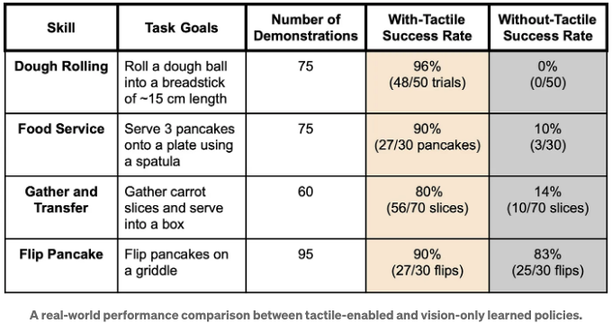 Skill Task Goals Number of With-Tactile Without-Tactile
Demonstrations Success Rate Success Rate
Dough Rolling Roll a dough ball 75 96% 0%
into a breadstick (48/50 trials) (0/50)
of ~15 cm length
Food Service Serve 3 pancakes 75 90% 10%
onto a plate using (27/30 pancakes) (3/30)
a spatula
Gather and Gather carrot 60 80% 14%
Transfer slices and serve (56/70 slices) (10/70 slices)
into a box
Flip Pancake Flip pancakes on 95 90% 83%
a griddle (27/30 flips) (25/30 flips)
A real-world performance comparison between tactile-enabled and vision-only learned policies.